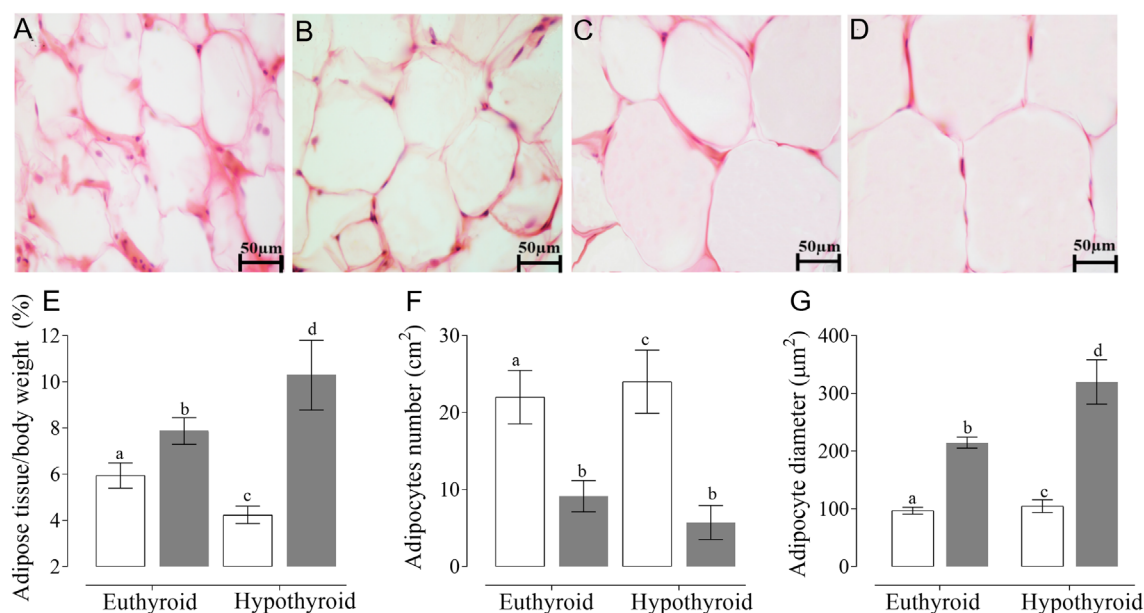 A
B
C
D
50µm
50µm
50µm
50µm
E
F
G
Adipose tissue/body weight (%)
12
10
8
6
4
2
a
b
c
d
Euthyroid
Hypothyroid
Adipocytes number (cm²)
30
20
10
0
a
b
c
b
Euthyroid
Hypothyroid
Adipocyte diameter (µm²)
400
300
200
100
0
a
b
c
d
Euthyroid
Hypothyroid